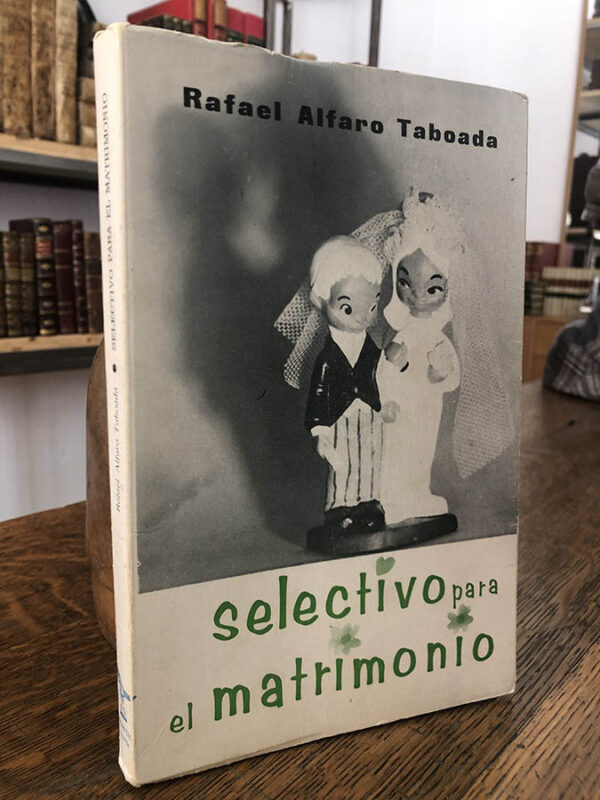 Rafael Alfaro Taboada
selectivo para
el matrimonio
Rafael Alfaro Taboada • SELECTIVO PARA EL MATRIMONIO